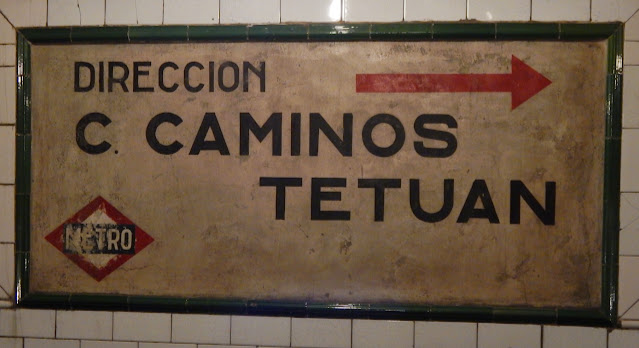 DIRECCION
C. CAMINOS
TETUAN
METRO